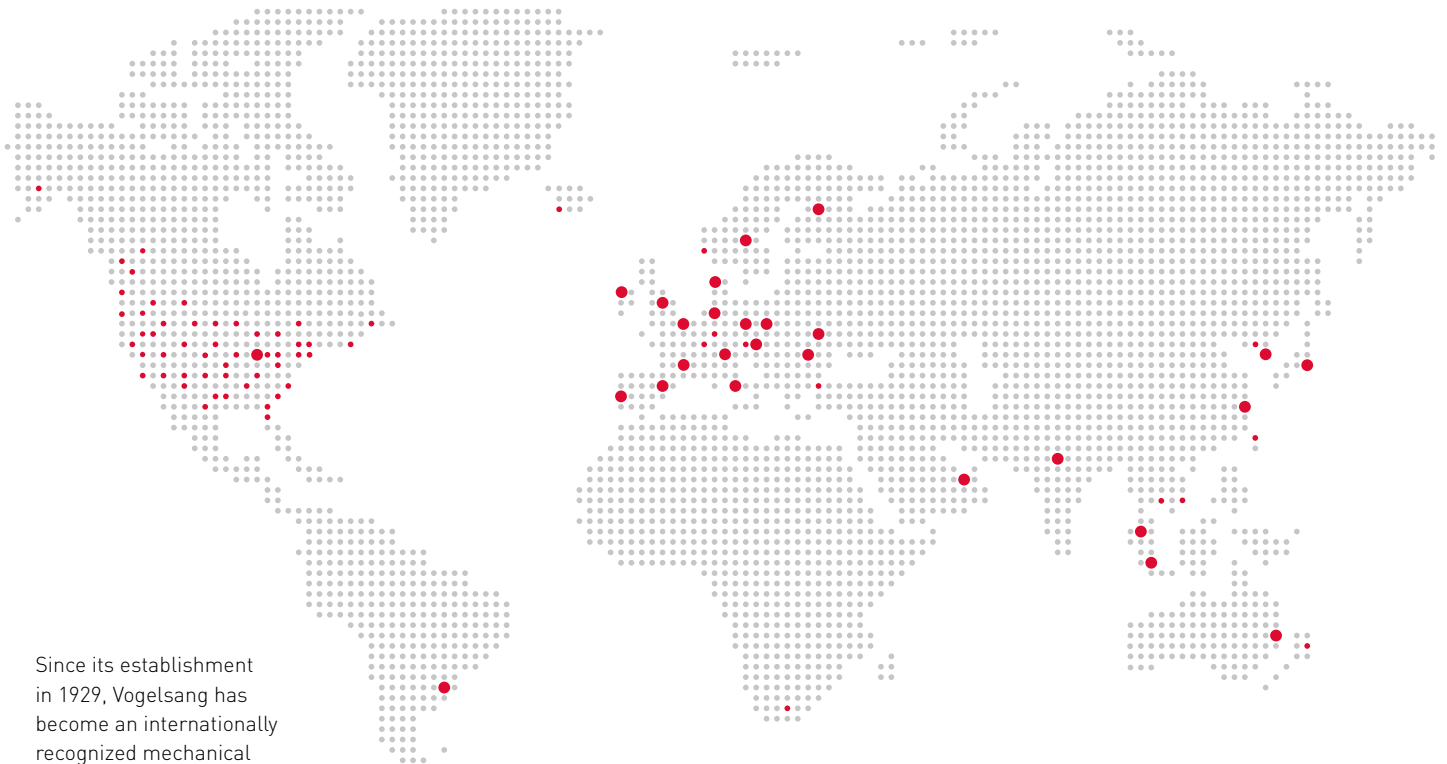 Since its establishment
in 1929, Vogelsang has
become an internationally
recognized mechanical